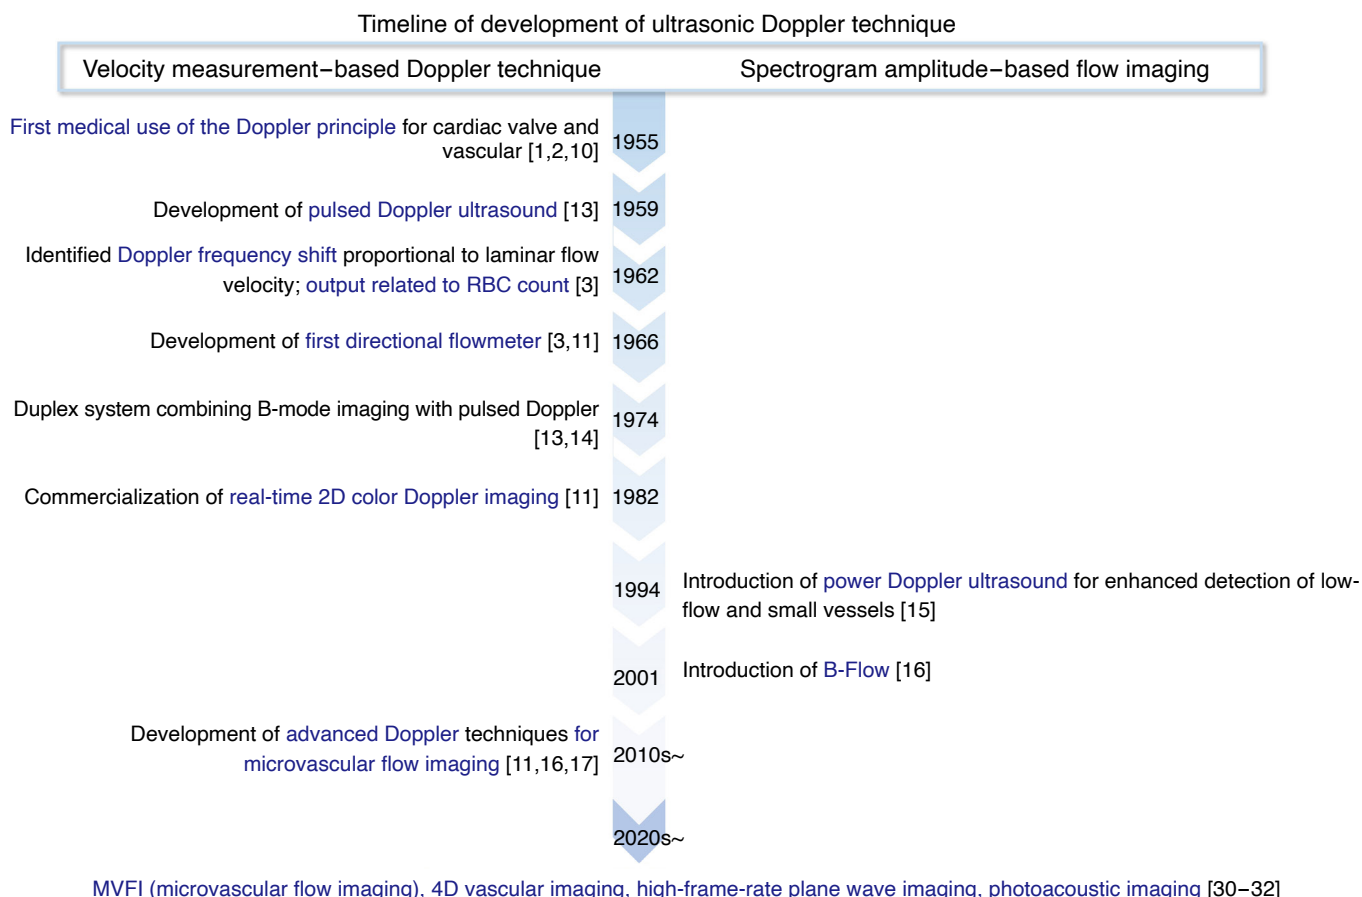 Timeline of development of ultrasonic Doppler technique
Velocity measurement−based Doppler technique
Spectrogram amplitude−based flow imaging
First medical use of the Doppler principle for cardiac valve and
vascular [1,2,10]
1955
Development of pulsed Doppler ultrasound [13]
1959
Identified Doppler frequency shift proportional to laminar flow
velocity; output related to RBC count [3]
1962
Development of first directional flowmeter [3,11]
1966
Duplex system combining B-mode imaging with pulsed Doppler
[13,14]
1974
Commercialization of real-time 2D color Doppler imaging [11]
1982
1994
Introduction of power Doppler ultrasound for enhanced detection of low-
flow and small vessels [15]
2001
Introduction of B-Flow [16]
Development of advanced Doppler techniques for
microvascular flow imaging [11,16,17]
2010s~
2020s~
MVFI (microvascular flow imaging), 4D vascular imaging, high-frame-rate plane wave imaging, photoacoustic imaging [30−32]